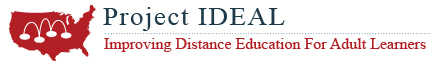 Project IDEAL
Improving Distance Education For Adult Learners